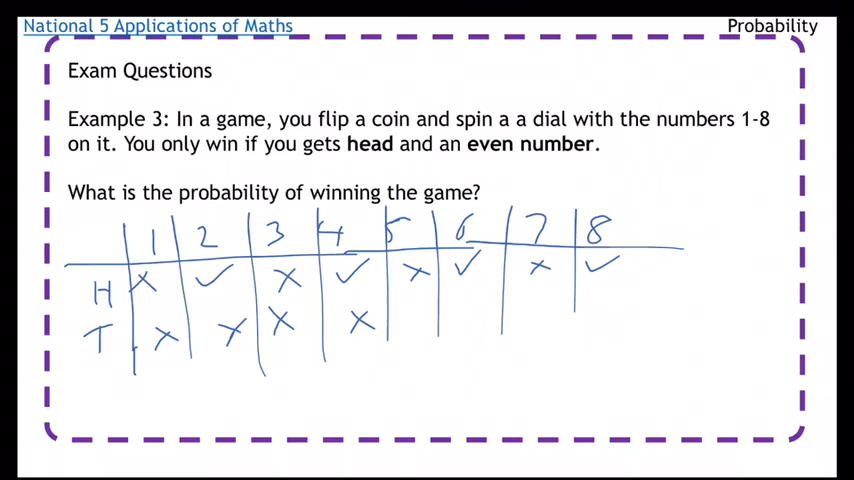 National 5 Applications of Maths
Probability
Exam Questions
Example 3: In a game, you flip a coin and spin a a dial with the numbers 1-8
on it. You only win if you gets head and an even number.
What is the probability of winning the game?
1 2 3 4 5 6 7 8
H × ✓ × ✓ × ✓ × ✓
T × × × ×